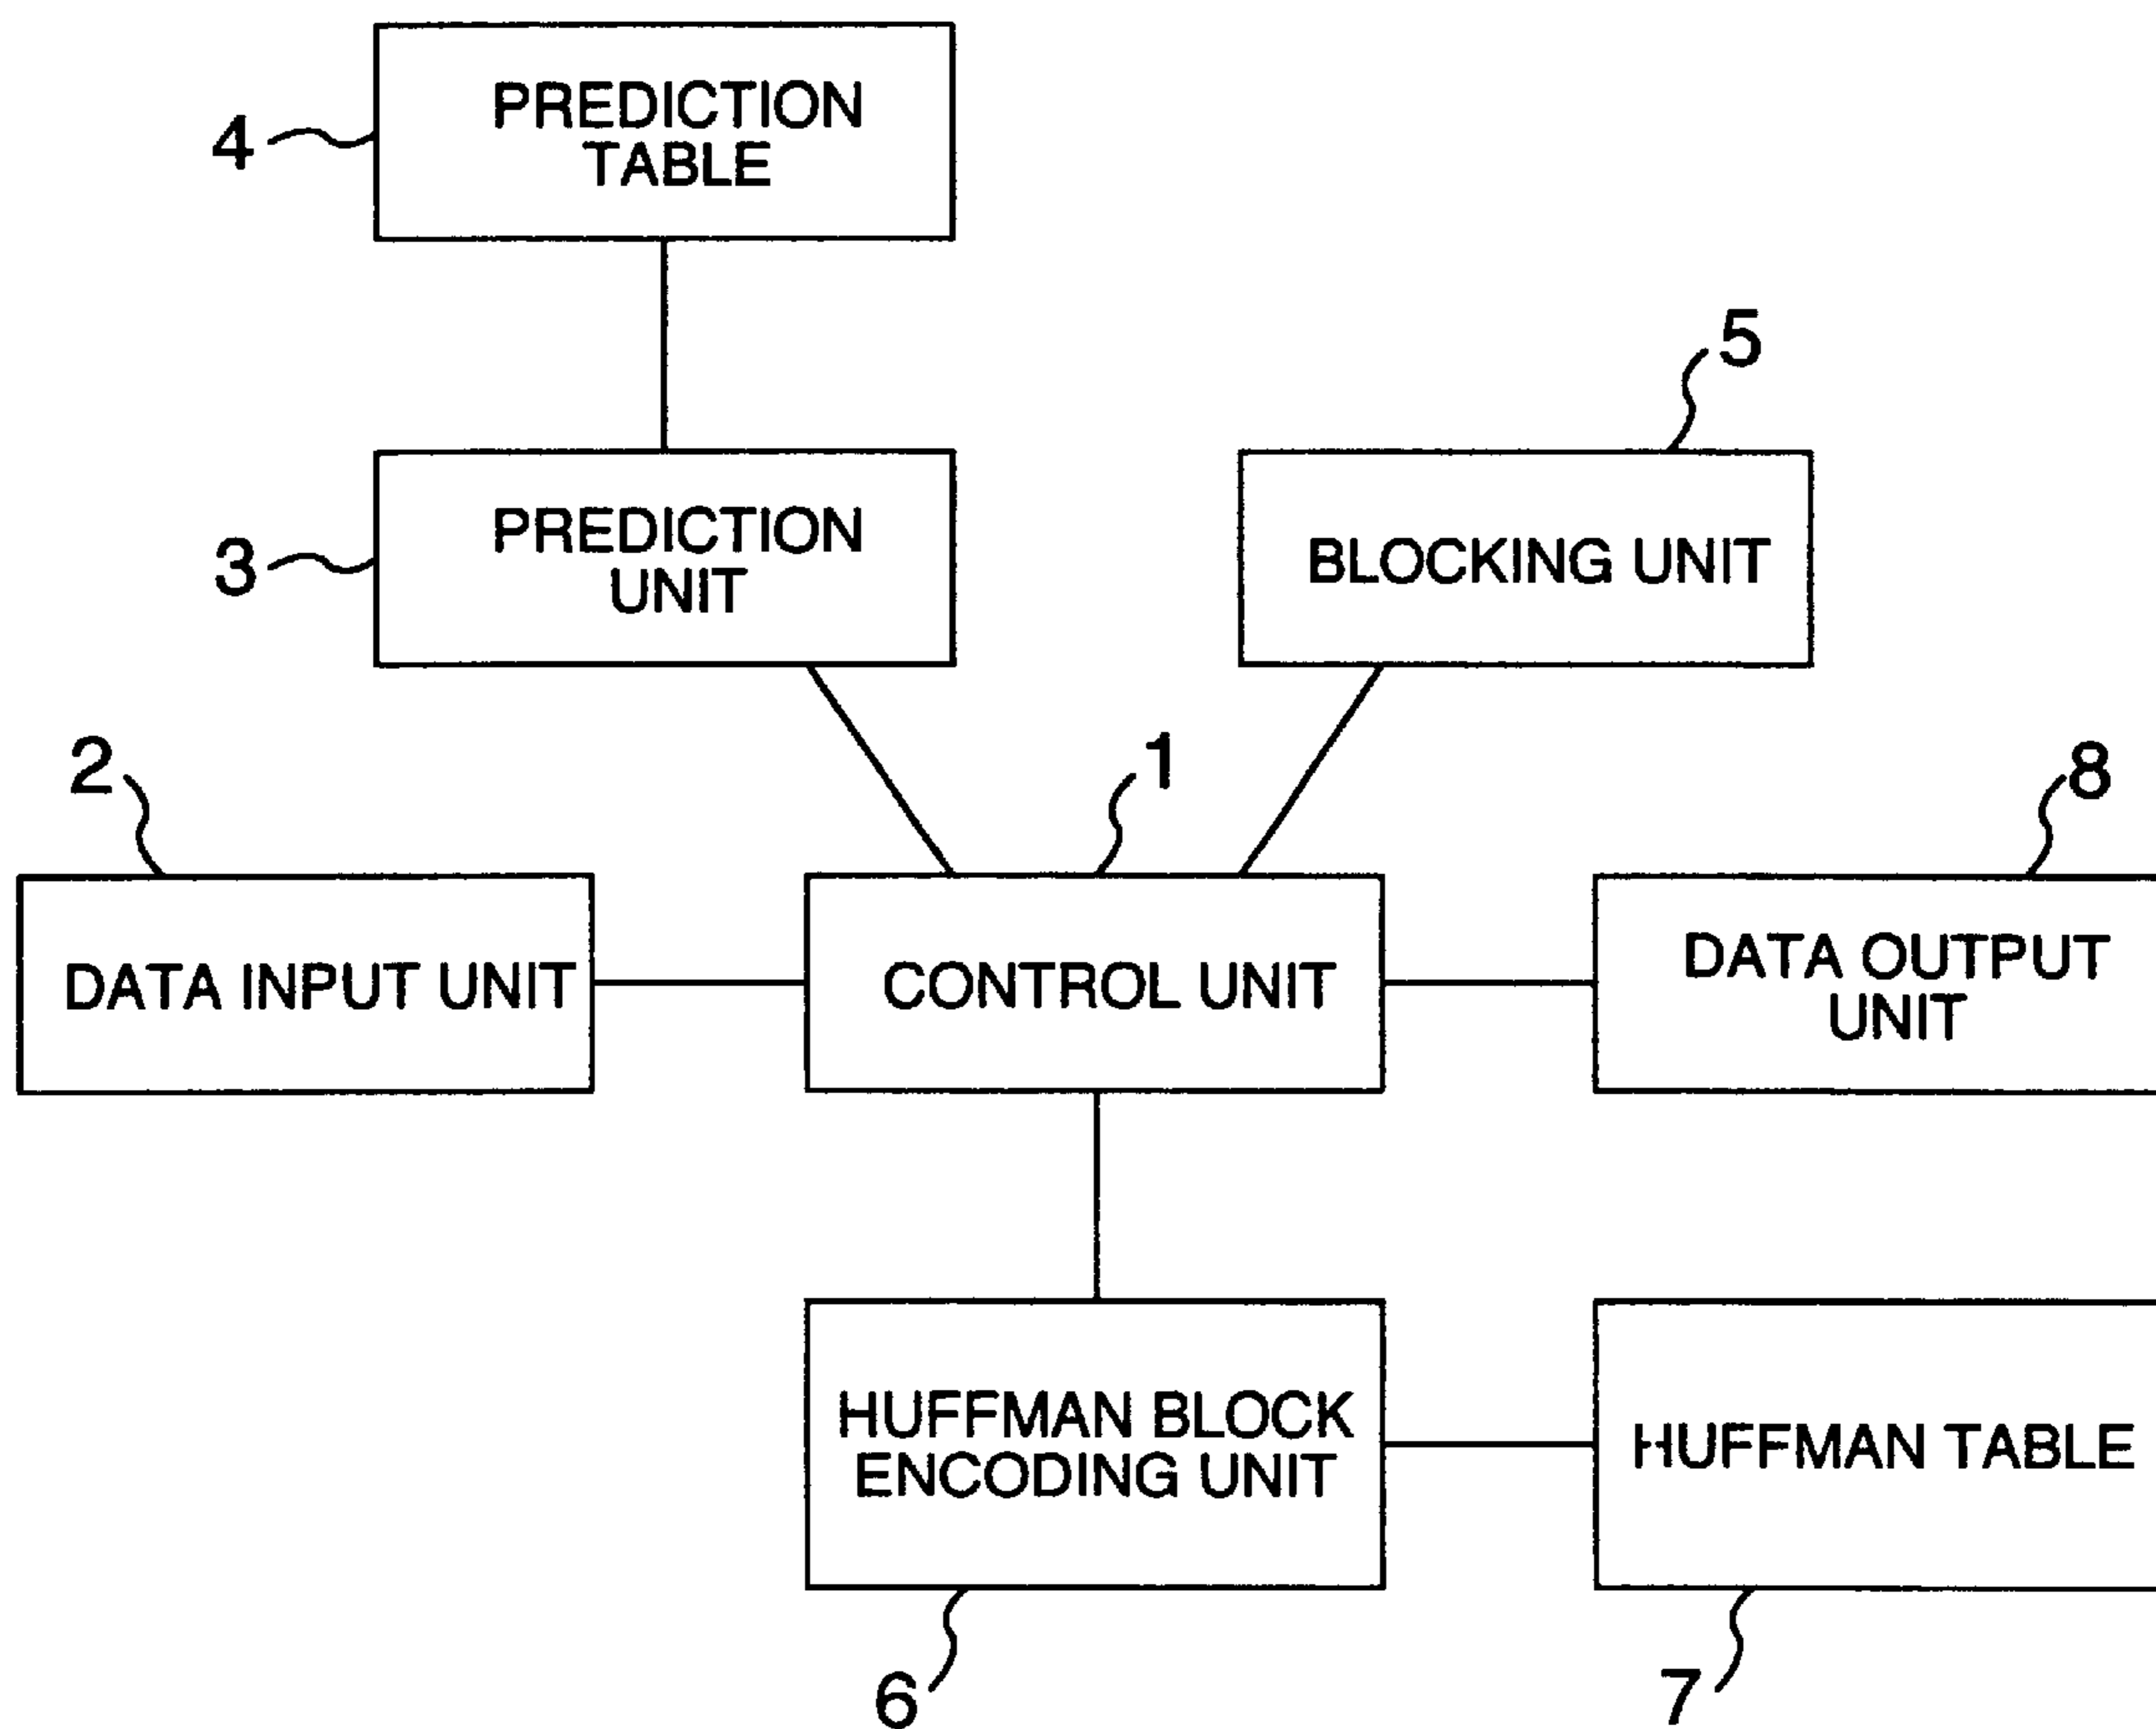 4
PREDICTION
TABLE
5
3
PREDICTION
UNIT
BLOCKING UNIT
2
1
8
DATA INPUT UNIT
CONTROL UNIT
DATA OUTPUT
UNIT
HUFFMAN BLOCK
ENCODING UNIT
HUFFMAN TABLE
6
7